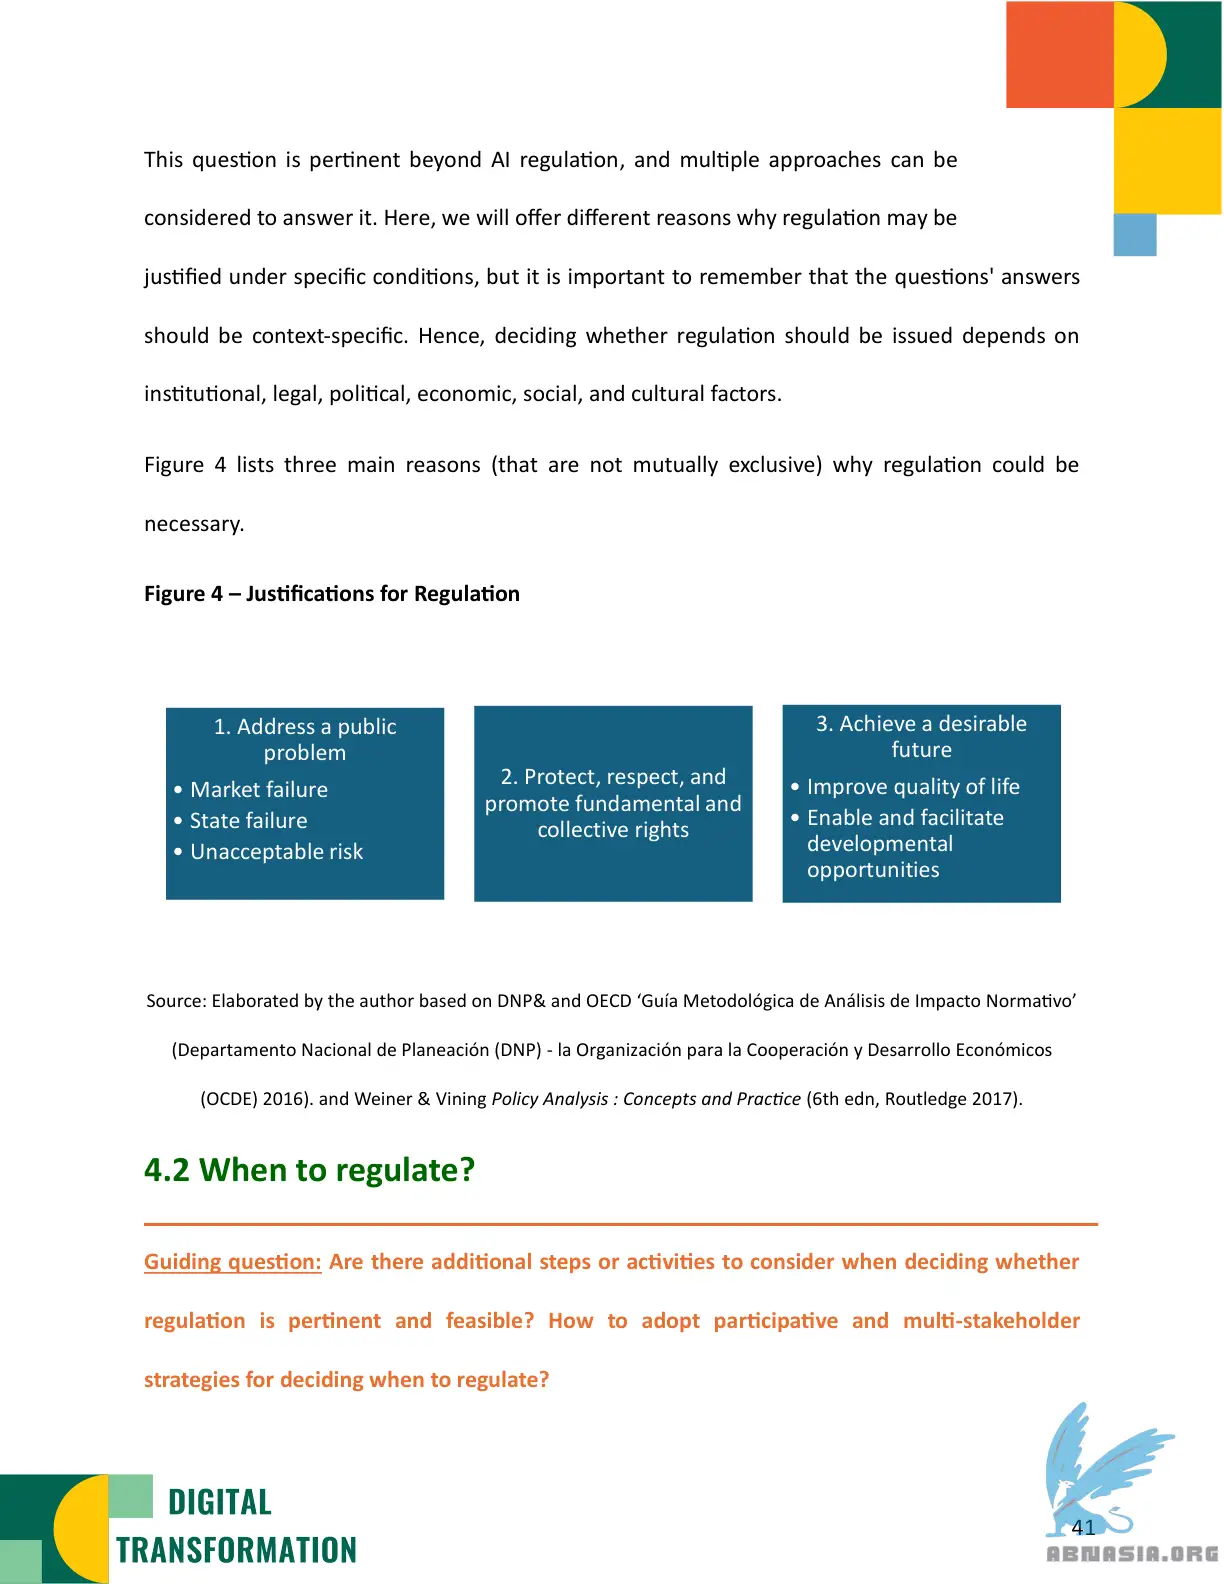 This question is pertinent beyond AI regulation, and multiple approaches can be
considered to answer it. Here, we will offer different reasons why regulation may be
justified under specific conditions, but it is important to remember that the questions' answers
should be context-specific. Hence, deciding whether regulation should be issued depends on
institutional, legal, political, economic, social, and cultural factors.
Figure 4 lists three main reasons (that are not mutually exclusive) why regulation could be
necessary.
Figure 4 – Justifications for Regulation
1. Address a public
problem
• Market failure
• State failure
• Unacceptable risk
2. Protect, respect, and
promote fundamental and
collective rights
3. Achieve a desirable
future
• Improve quality of life
• Enable and facilitate
developmental
opportunities
Source: Elaborated by the author based on DNP& and OECD ‘Guía Metodológica de Análisis de Impacto Normativo’
(Departamento Nacional de Planeación (DNP) - la Organización para la Cooperación y Desarrollo Económicos
(OCDE) 2016). and Weiner & Vining Policy Analysis : Concepts and Practice (6th edn, Routledge 2017).
4.2 When to regulate?
Guiding question: Are there additional steps or activities to consider when deciding whether
regulation is pertinent and feasible? How to adopt participative and multi-stakeholder
strategies for deciding when to regulate?
DIGITAL
TRANSFORMATION
41
ABNASIA.ORG